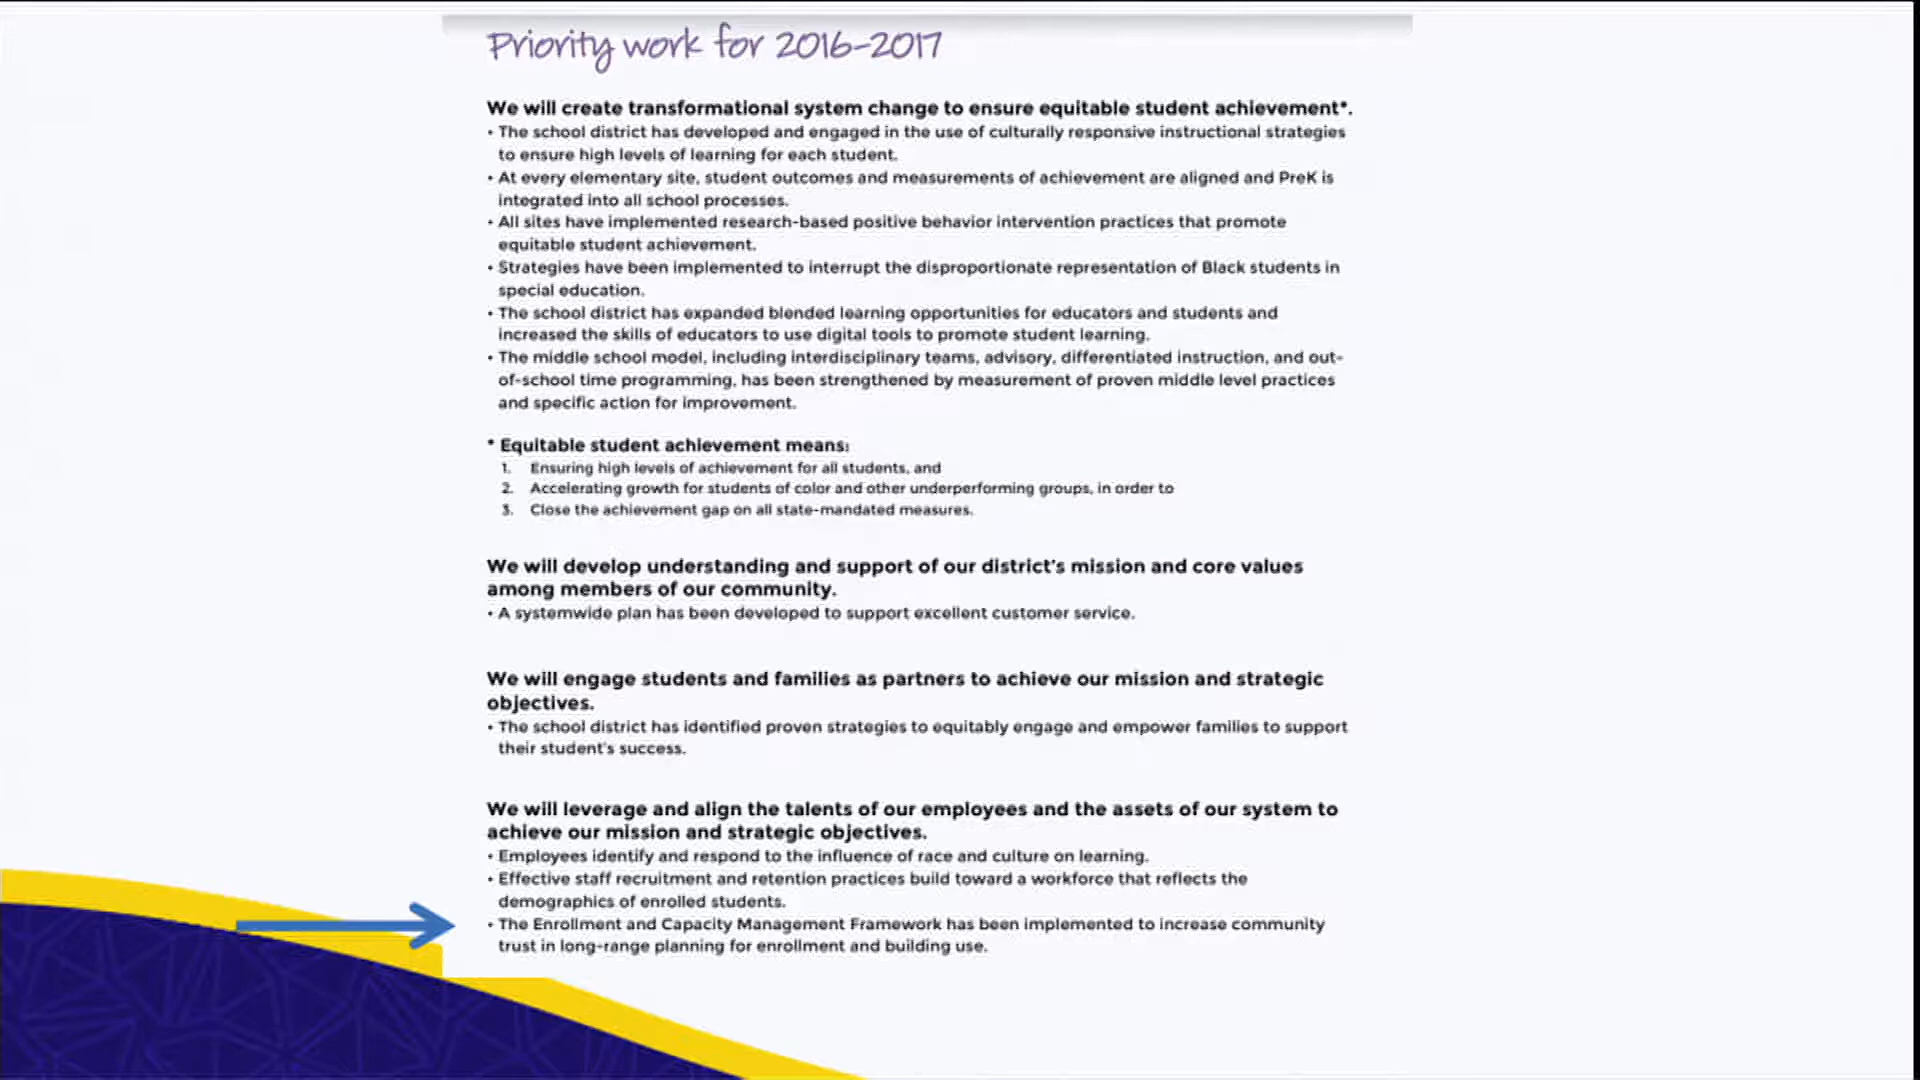 Priority work for 2016-2017
We will create transformational system change to ensure equitable student achievement*.
• The school district has developed and engaged in the use of culturally responsive instructional strategies
to ensure high levels of learning for each student.
• At every elementary site, student outcomes and measurements of achievement are aligned and PreK is
integrated into all school processes.
• All sites have implemented research-based positive behavior intervention practices that promote
equitable student achievement.
• Strategies have been implemented to interrupt the disproportionate representation of Black students in
special education.
• The school district has expanded blended learning opportunities for educators and students and
increased the skills of educators to use digital tools to promote student learning.
• The middle school model, including interdisciplinary teams, advisory, differentiated instruction, and out-
of-school time programming, has been strengthened by measurement of proven middle level practices
and specific action for improvement.
* Equitable student achievement means:
1. Ensuring high levels of achievement for all students, and
2. Accelerating growth for students of color and other underperforming groups, in order to
3. Close the achievement gap on all state-mandated measures.
We will develop understanding and support of our district's mission and core values
among members of our community.
• A systemwide plan has been developed to support excellent customer service.
We will engage students and families as partners to achieve our mission and strategic
objectives.
• The school district has identified proven strategies to equitably engage and empower families to support
their student's success.
We will leverage and align the talents of our employees and the assets of our system to
achieve our mission and strategic objectives.
• Employees identify and respond to the influence of race and culture on learning.
• Effective staff recruitment and retention practices build toward a workforce that reflects the
demographics of enrolled students.
• The Enrollment and Capacity Management Framework has been implemented to increase community
trust in long-range planning for enrollment and building use.